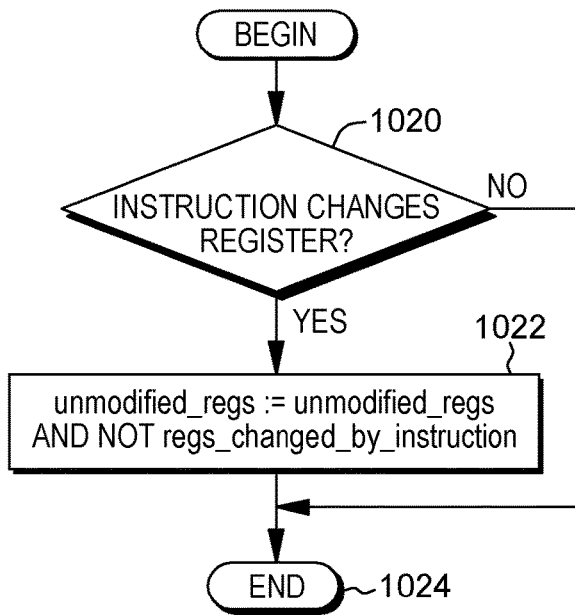 BEGIN
1020
INSTRUCTION CHANGES
REGISTER?
NO
YES
1022
unmodified_regs := unmodified_regs
AND NOT regs_changed_by_instruction
END
1024